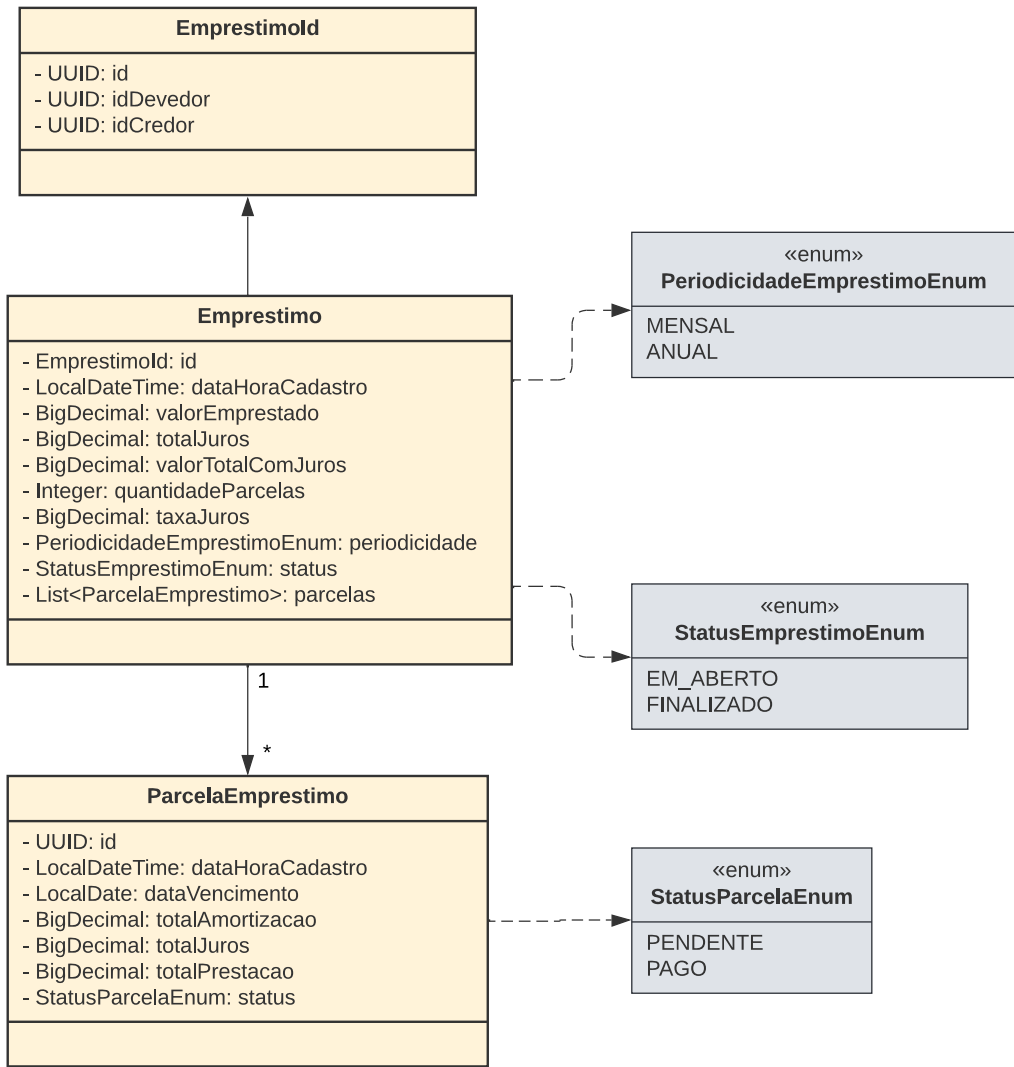 EmprestimoId
- UUID: id
- UUID: idDevedor
- UUID: idCredor
«enum»
PeriodicidadeEmprestimoEnum
MENSAL
ANUAL
Emprestimo
- EmprestimoId: id
- LocalDateTime: dataHoraCadastro
- BigDecimal: valorEmprestado
- BigDecimal: totalJuros
- BigDecimal: valorTotalComJuros
- Integer: quantidadeParcelas
- BigDecimal: taxaJuros
- PeriodicidadeEmprestimoEnum: periodicidade
- StatusEmprestimoEnum: status
- List<ParcelaEmprestimo>: parcelas
«enum»
StatusEmprestimoEnum
EM_ABERTO
FINALIZADO
1
*
ParcelaEmprestimo
- UUID: id
- LocalDateTime: dataHoraCadastro
- LocalDate: dataVencimento
- BigDecimal: totalAmortizacao
- BigDecimal: totalJuros
- BigDecimal: totalPrestacao
- StatusParcelaEnum: status
«enum»
StatusParcelaEnum
PENDENTE
PAGO